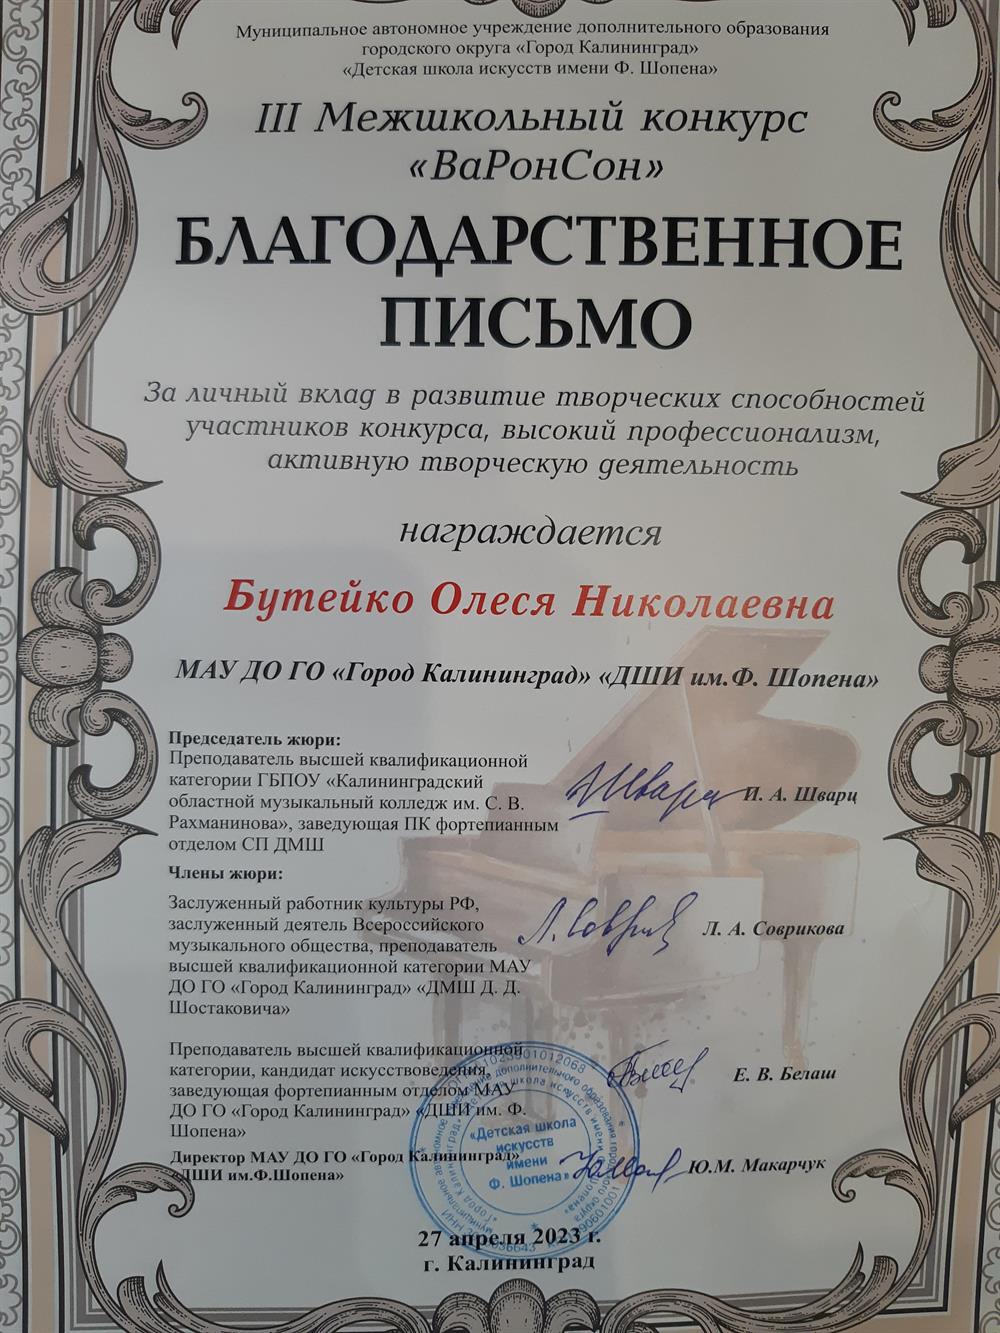 Муниципальное автономное учреждение дополнительного образования
городского округа «Город Калининград»
«Детская школа искусств имени Ф. Шопена»
III Межшкольный конкурс
«ВаРонСон»
БЛАГОДАРСТВЕННОЕ
ПИСЬМО
За личный вклад в развитие творческих способностей
участников конкурса, высокий профессионализм,
активную творческую деятельность
награждается
Бутейко Олеся Николаевна
МАУ ДО ГО «Город Калининград» «ДШИ им.Ф. Шопена»
Председатель жюри:
Преподаватель высшей квалификационной
категории ГБПОУ «Калининградский
областной музыкальный колледж им. С. В.
Рахманинова», заведующая ПК фортепианным
отделом СП ДМШ
И. А. Шварц
Члены жюри:
Заслуженный работник культуры РФ,
заслуженный деятель Всероссийского
музыкального общества, преподаватель
высшей квалификационной категории МАУ
ДО ГО «Город Калининград» «ДМШ Д. Д.
Шостаковича»
Л. А. Соврикова
Преподаватель высшей квалификационной
категории, кандидат искусствоведения,
заведующая фортепианным отделом МАУ
ДО ГО «Город Калининград» «ДШИ им. Ф.
Шопена»
Е. В. Белаш
Директор МАУ ДО ГО «Город Калининград»
«ДШИ им.Ф.Шопена»
Ю.М. Макарчук
«Детская школа
искусств
имени
Ф. Шопена»
27 апреля 2023 г.
г. Калининград